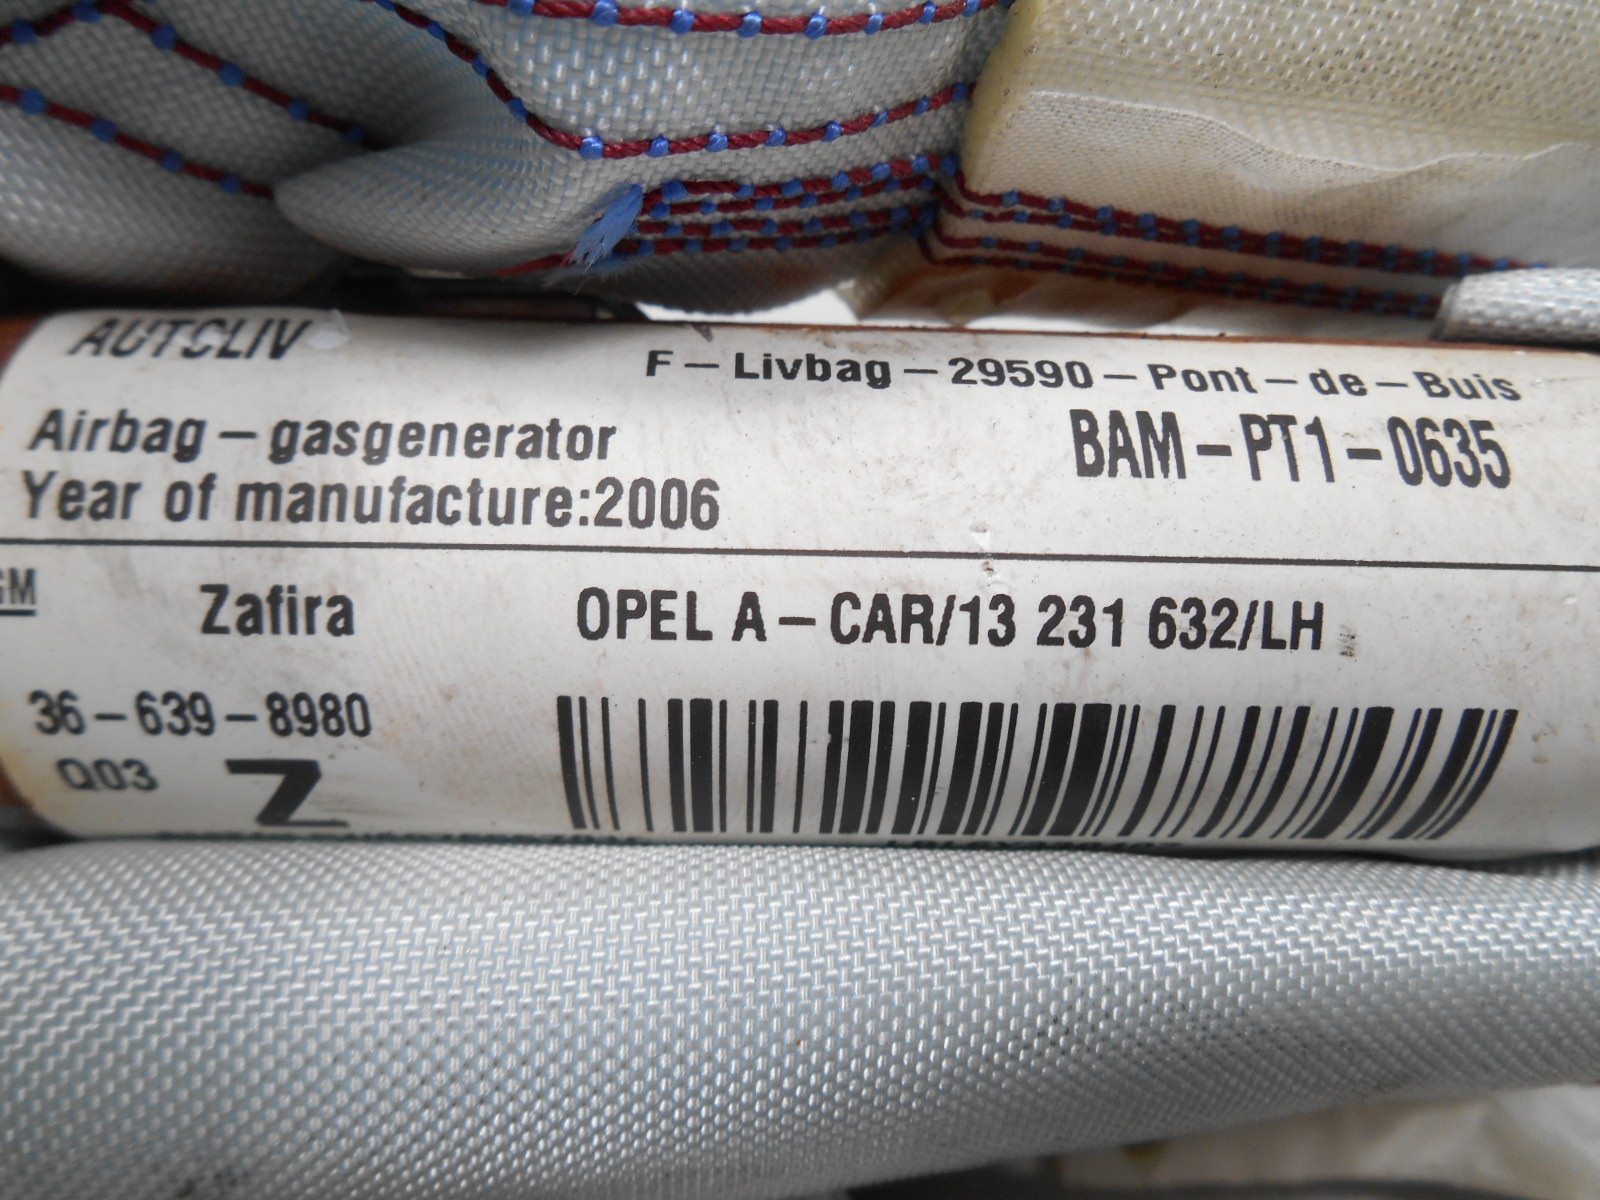 AUTOLIV
F-Livbag-29590-Pont-de-Buis
Airbag-gasgenerator
BAM-PT1-0635
Year of manufacture:2006
GM
Zafira
OPEL A-CAR/13 231 632/LH
36-639-8980
Q03
Z